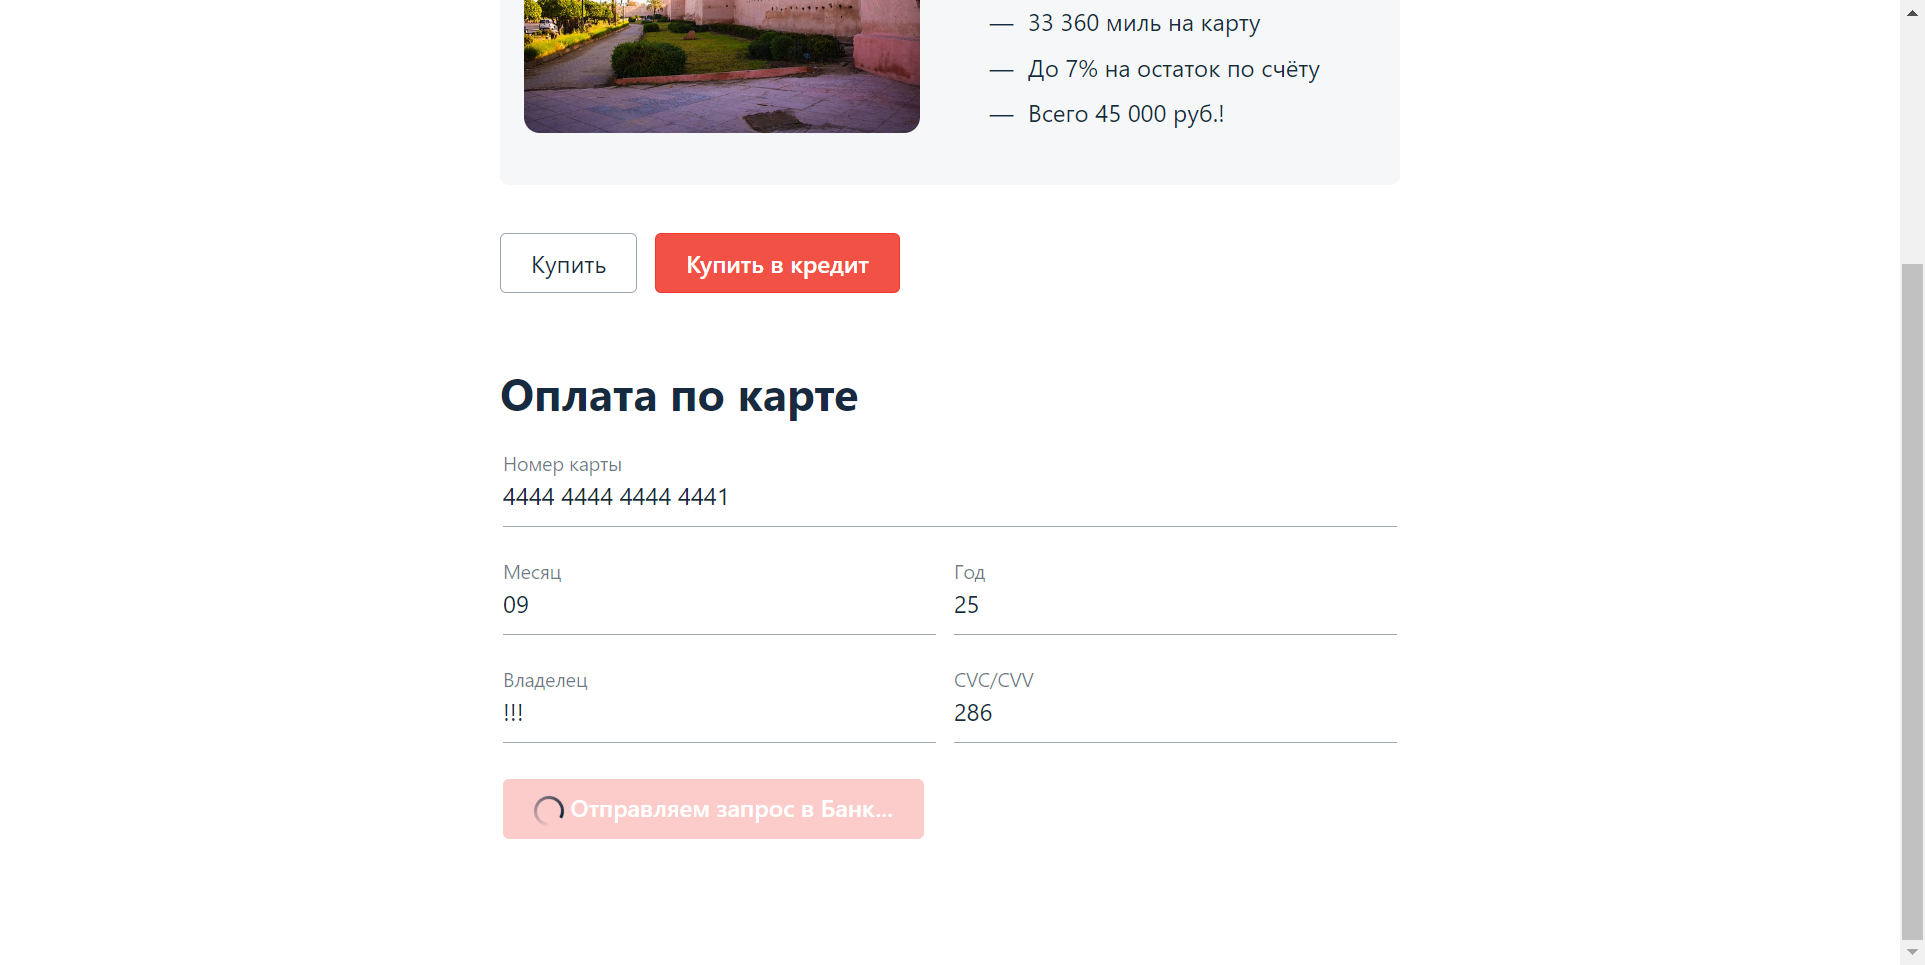 — 33 360 миль на карту
— До 7% на остаток по счёту
— Всего 45 000 руб.!
Купить
Купить в кредит
Оплата по карте
Номер карты
4444 4444 4444 4441
Месяц
Год
09
25
Владелец
CVC/CVV
!!!
286
Отправляем запрос в Банк...